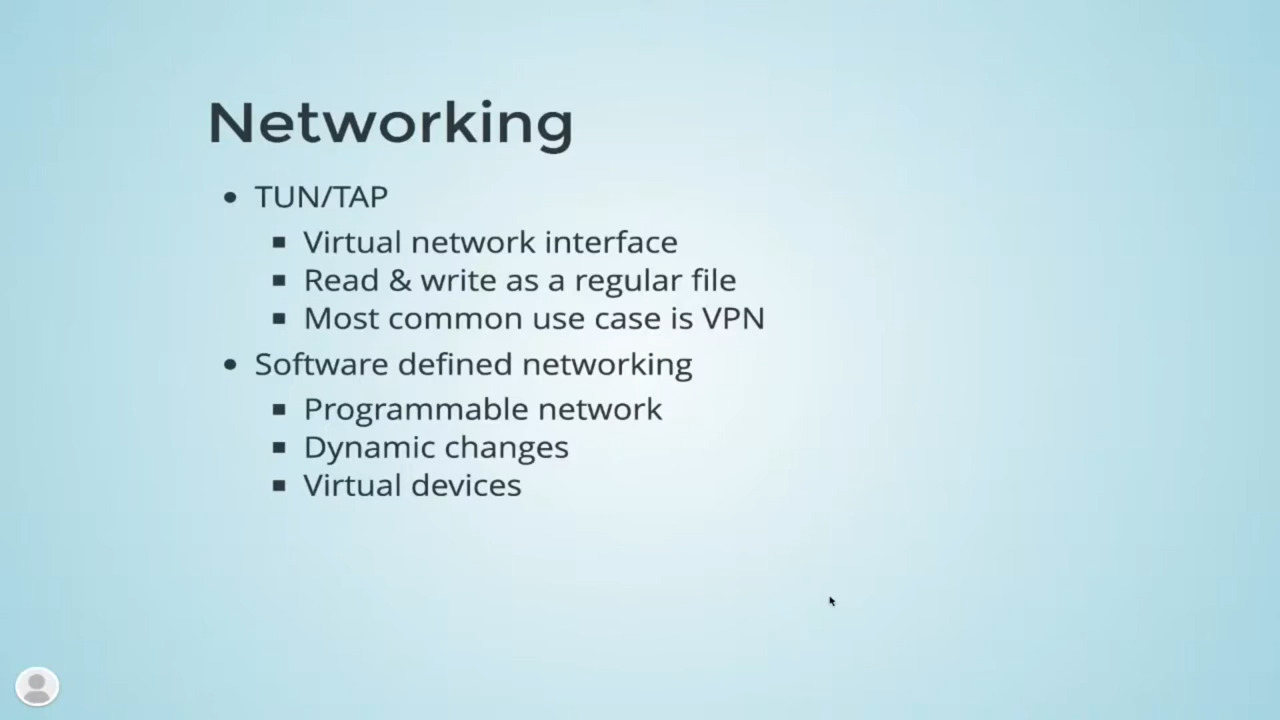 Networking
TUN/TAP
Virtual network interface
Read & write as a regular file
Most common use case is VPN
Software defined networking
Programmable network
Dynamic changes
Virtual devices